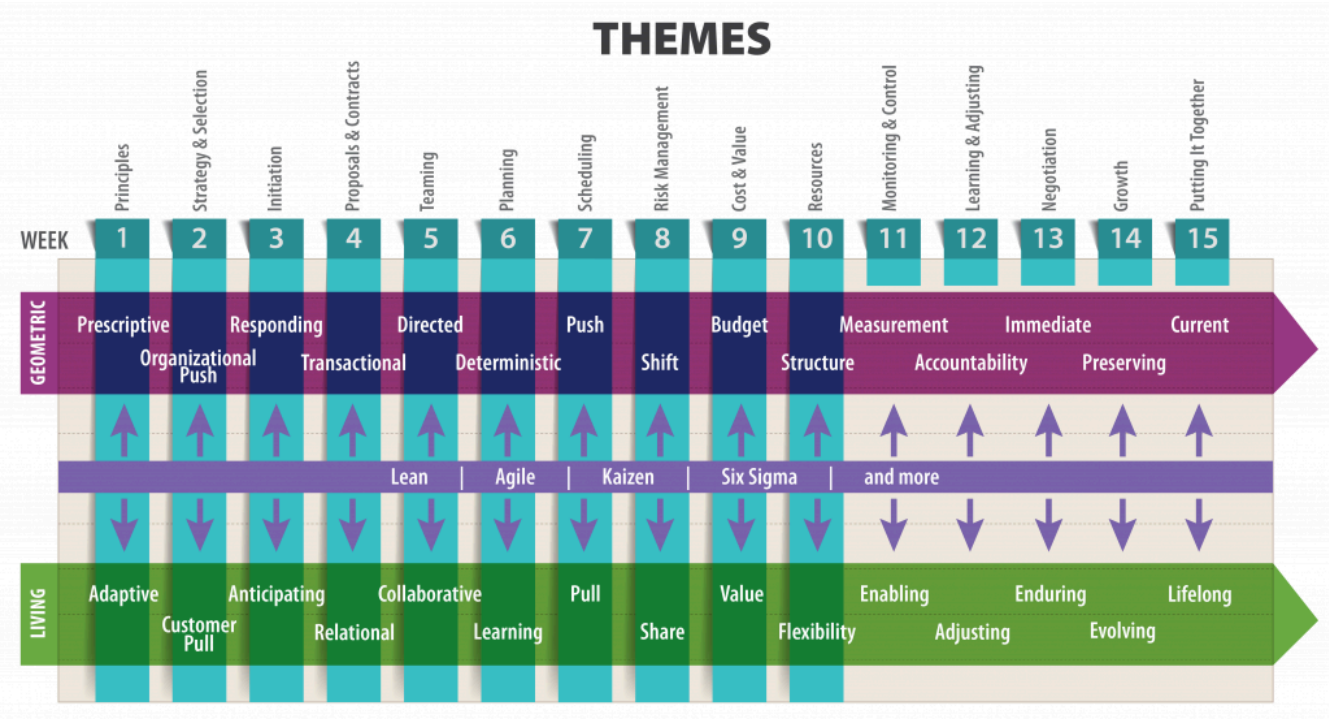 THEMES
Principles
Strategy & Selection
Initiation
Proposals & Contracts
Teaming
Planning
Scheduling
Risk Management
Cost & Value
Resources
Monitoring & Control
Learning & Adjusting
Negotiation
Growth
Putting It Together
WEEK 1 2 3 4 5 6 7 8 9 10 11 12 13 14 15
GEOMETRIC
Prescriptive Responding Directed Push Budget Measurement Immediate Current
Organizational
Push
Transactional Deterministic Shift Structure Accountability Preserving
Lean | Agile | Kaizen | Six Sigma | and more
LIVING
Adaptive Anticipating Collaborative Pull Value Enabling Enduring Lifelong
Customer
Pull
Relational Learning Share Flexibility Adjusting Evolving